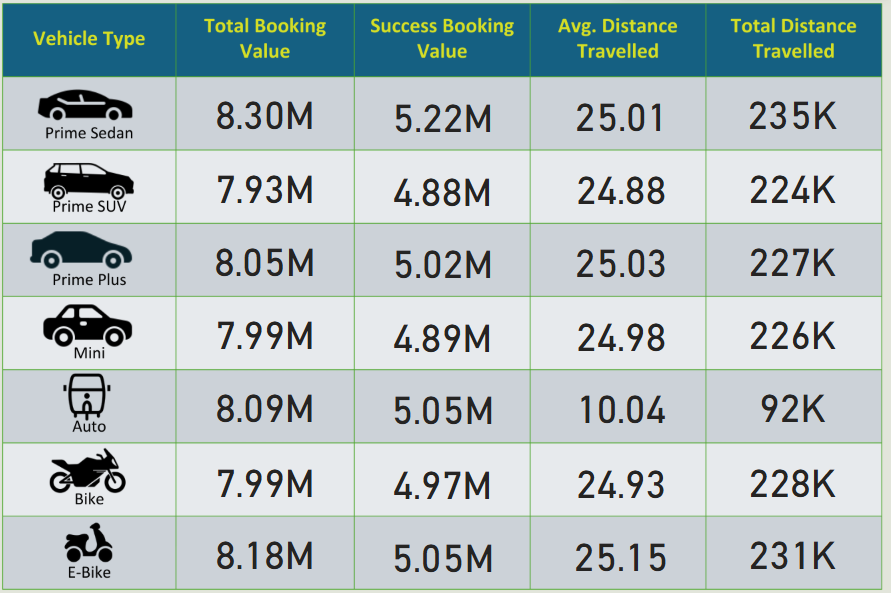 Vehicle Type
Total Booking
Value
Success Booking
Value
Avg. Distance
Travelled
Total Distance
Travelled
Prime Sedan
8.30M
5.22M
25.01
235K
Prime SUV
7.93M
4.88M
24.88
224K
Prime Plus
8.05M
5.02M
25.03
227K
Mini
7.99M
4.89M
24.98
226K
Auto
8.09M
5.05M
10.04
92K
Bike
7.99M
4.97M
24.93
228K
E-Bike
8.18M
5.05M
25.15
231K